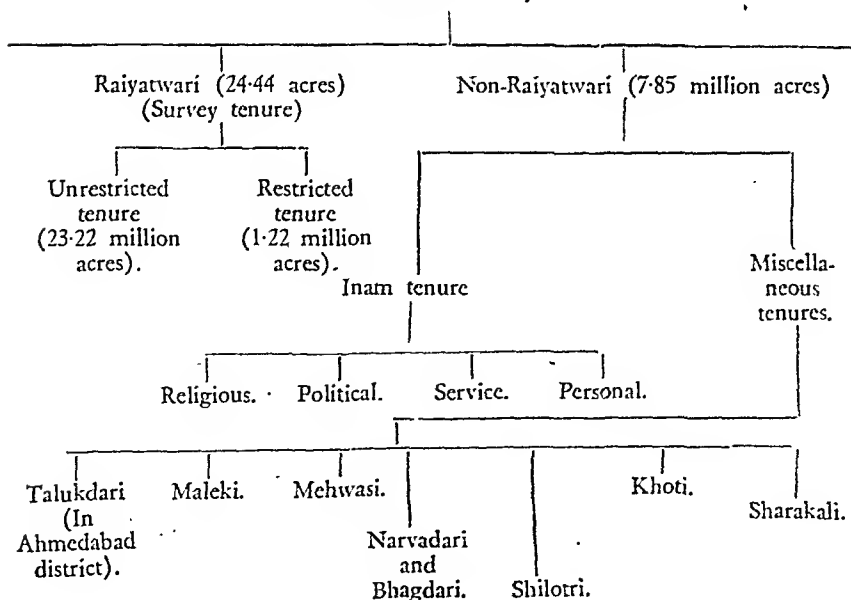 Raiyatwari (24·44 acres)
(Survey tenure)
Non-Raiyatwari (7·85 million acres)
Unrestricted
tenure
(23·22 million
acres).
Restricted
tenure
(1·22 million
acres).
Inam tenure
Miscella-
neous
tenures.
Religious.
Political.
Service.
Personal.
Talukdari
(In
Ahmedabad
district).
Maleki.
Mehwasi.
Narvadari
and
Bhagdari.
Shilotri.
Khoti.
Sharakali.